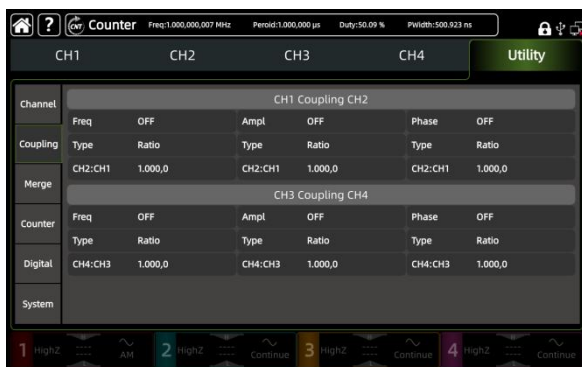 ? CNT Counter Freq:1.000,000,007 MHz Peroid:1.000,000 µs Duty:50.09 % PWidth:500.923 ns
CH1 CH2 CH3 CH4 Utility
Channel
Coupling
Merge
Counter
Digital
System
CH1 Coupling CH2
Freq OFF Ampl OFF Phase OFF
Type Ratio Type Ratio Type Ratio
CH2:CH1 1.000,0 CH2:CH1 1.000,0 CH2:CH1 1.000,0
CH3 Coupling CH4
Freq OFF Ampl OFF Phase OFF
Type Ratio Type Ratio Type Ratio
CH4:CH3 1.000,0 CH4:CH3 1.000,0 CH4:CH3 1.000,0
1 HighZ AM 2 HighZ Continue 3 HighZ Continue 4 HighZ Continue